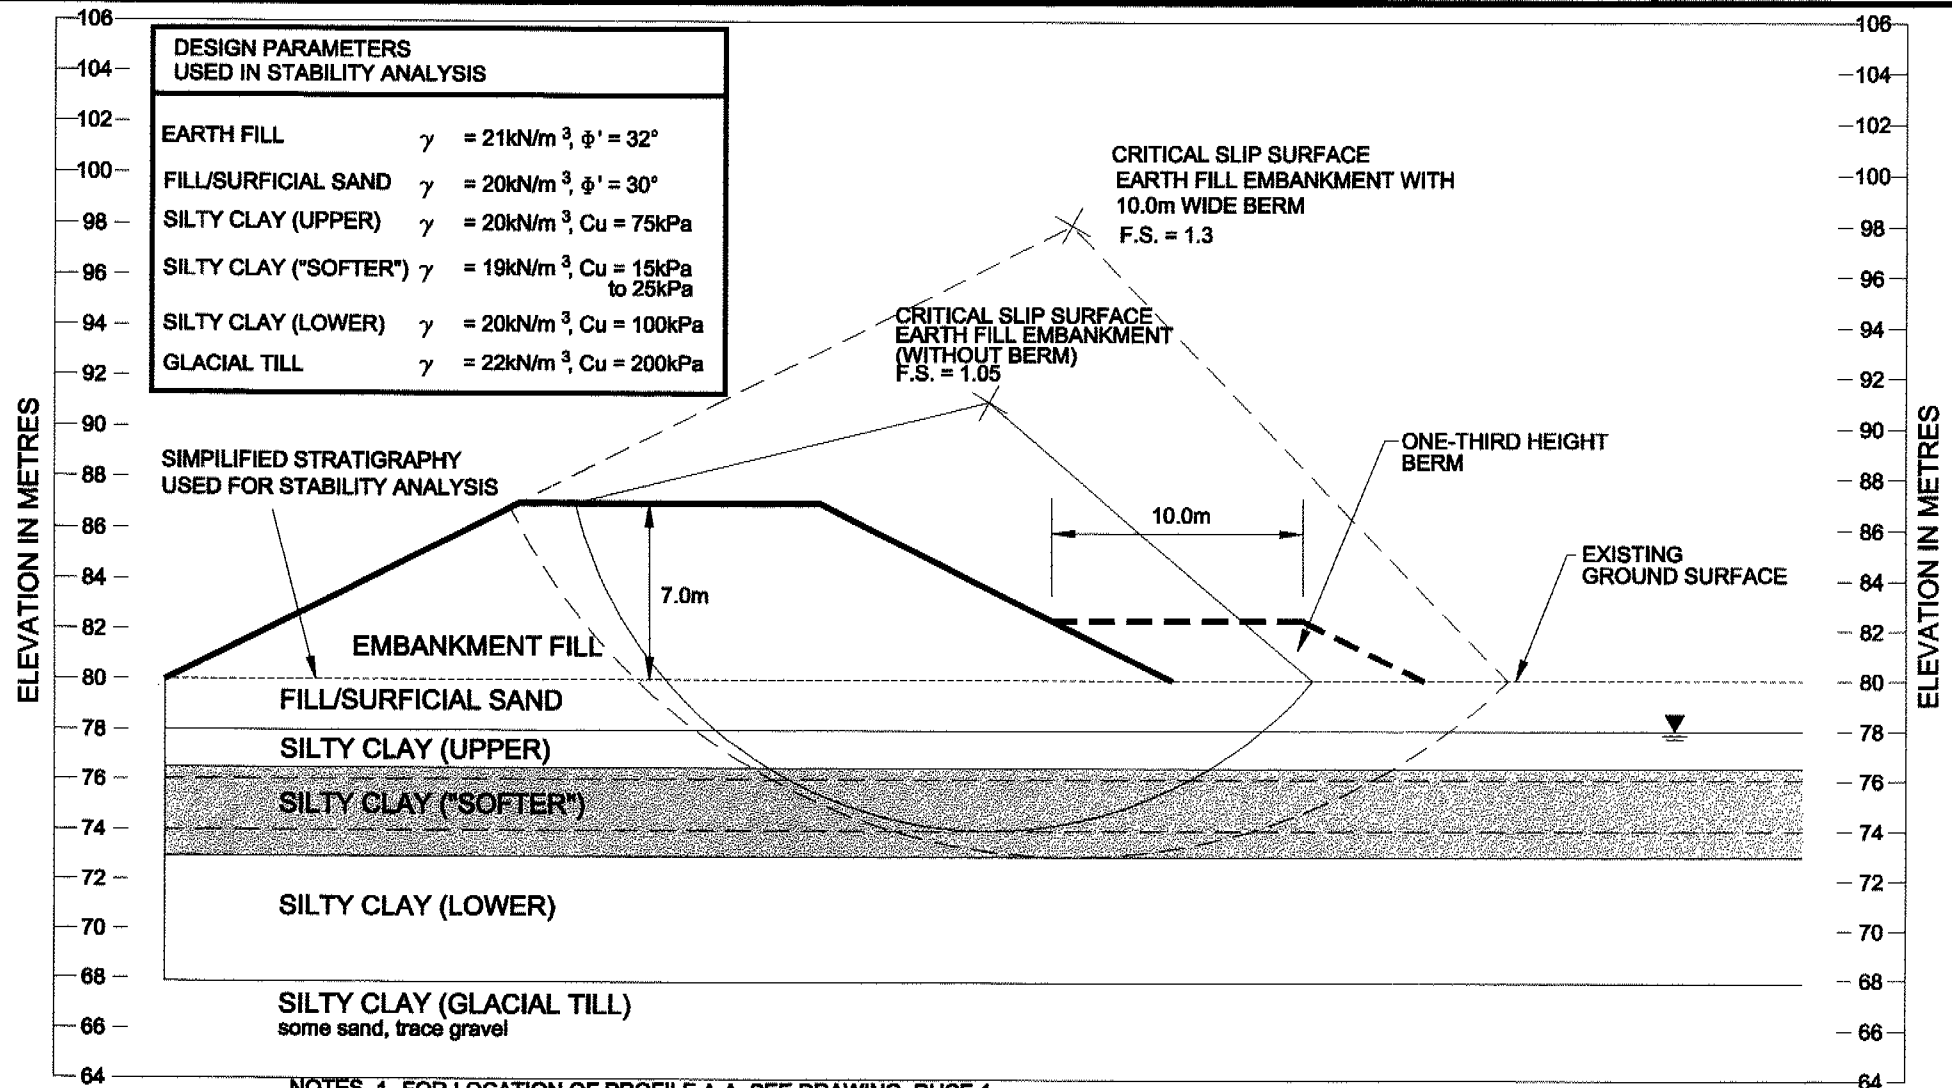 DESIGN PARAMETERS
USED IN STABILITY ANALYSIS
EARTH FILL γ = 21kN/m³, Φ' = 32°
FILL/SURFICIAL SAND γ = 20kN/m³, Φ' = 30°
SILTY CLAY (UPPER) γ = 20kN/m³, Cu = 75kPa
SILTY CLAY ("SOFTER") γ = 19kN/m³, Cu = 15kPa
to 25kPa
SILTY CLAY (LOWER) γ = 20kN/m³, Cu = 100kPa
GLACIAL TILL γ = 22kN/m³, Cu = 200kPa
CRITICAL SLIP SURFACE
EARTH FILL EMBANKMENT WITH
10.0m WIDE BERM
F.S. = 1.3
CRITICAL SLIP SURFACE
EARTH FILL EMBANKMENT
(WITHOUT BERM)
F.S. = 1.05
SIMPILIFIED STRATIGRAPHY
USED FOR STABILITY ANALYSIS
ONE-THIRD HEIGHT
BERM
10.0m
EXISTING
GROUND SURFACE
7.0m
EMBANKMENT FILL
FILL/SURFICIAL SAND
SILTY CLAY (UPPER)
SILTY CLAY ("SOFTER")
SILTY CLAY (LOWER)
SILTY CLAY (GLACIAL TILL)
some sand, trace gravel
ELEVATION IN METRES
106
104
102
100
98
96
94
92
90
88
86
84
82
80
78
76
74
72
70
68
66
64
ELEVATION IN METRES
106
104
102
100
98
96
94
92
90
88
86
84
82
80
78
76
74
72
70
68
66
64